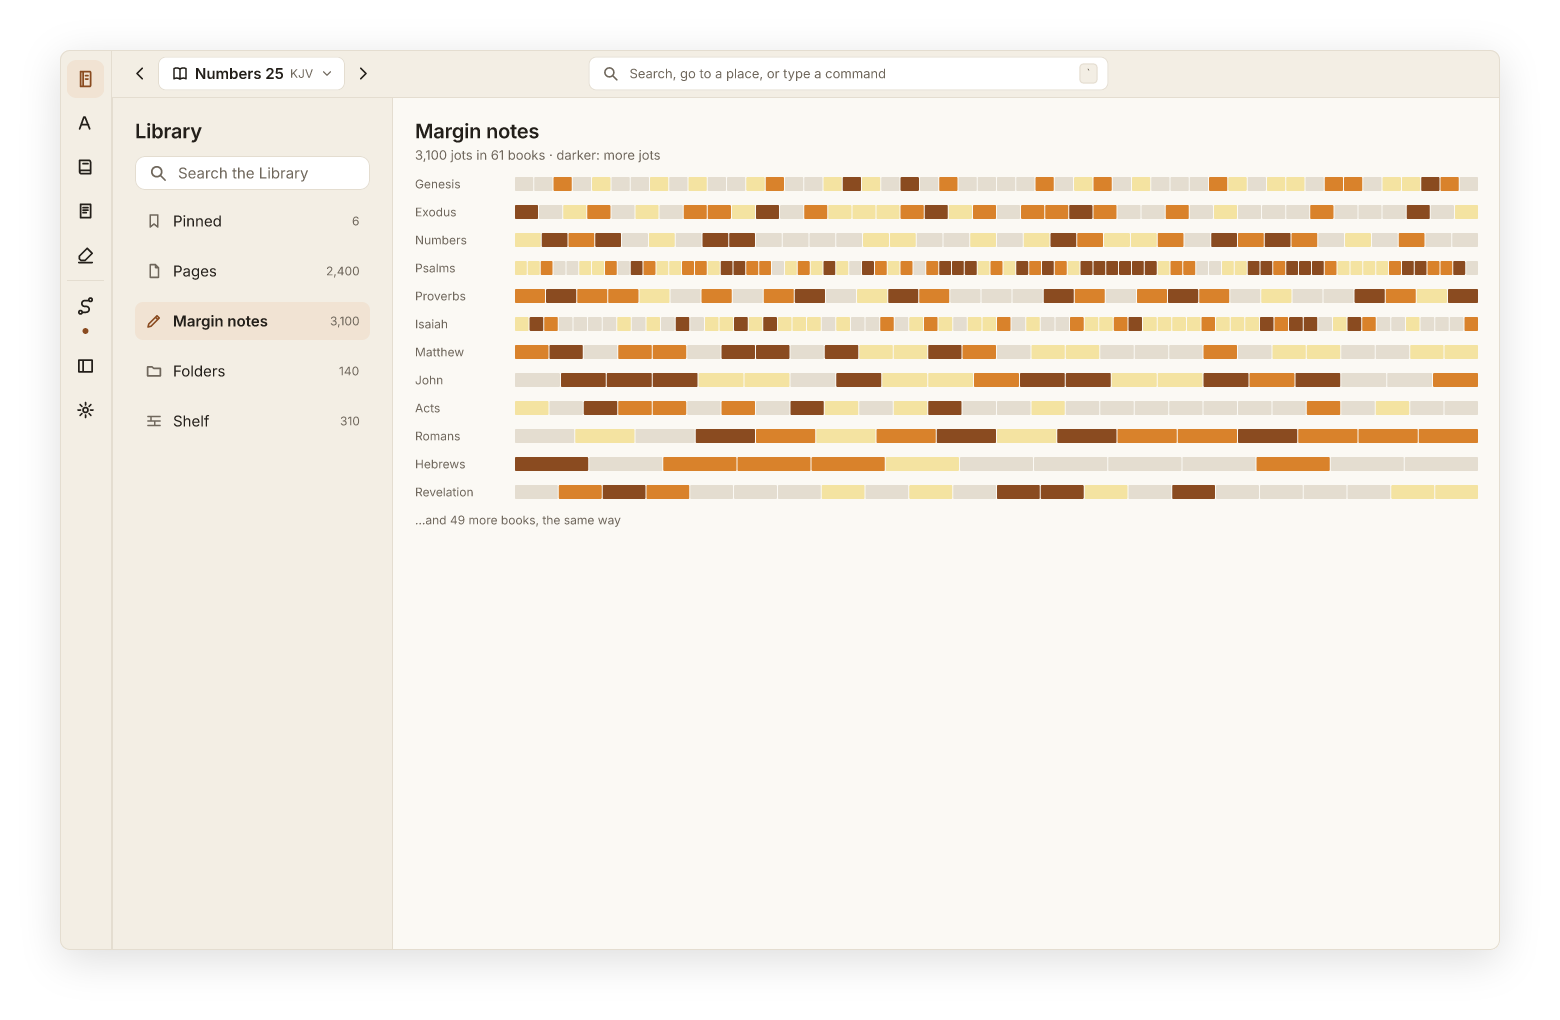 Numbers 25 KJV
Search, go to a place, or type a command
Library
Search the Library
Pinned 6
Pages 2,400
Margin notes 3,100
Folders 140
Shelf 310
Margin notes
3,100 jots in 61 books · darker: more jots
Genesis
Exodus
Numbers
Psalms
Proverbs
Isaiah
Matthew
John
Acts
Romans
Hebrews
Revelation
...and 49 more books, the same way